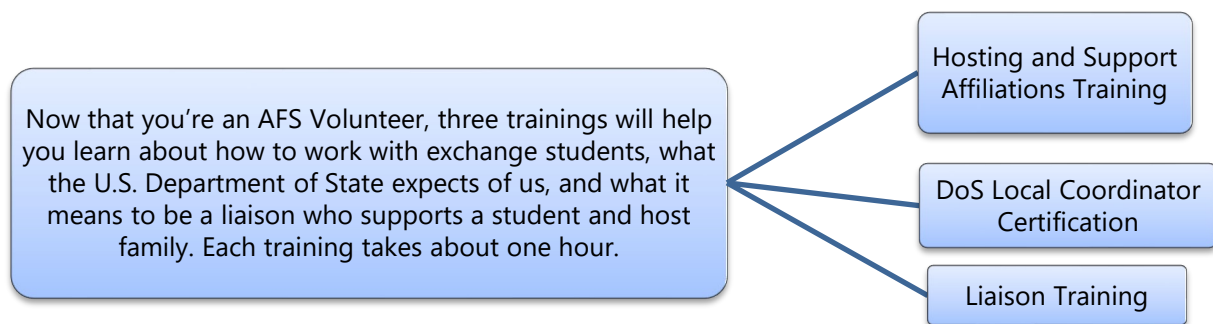 Now that you’re an AFS Volunteer, three trainings will help
you learn about how to work with exchange students, what
the U.S. Department of State expects of us, and what it
means to be a liaison who supports a student and host
family. Each training takes about one hour.
Hosting and Support
Affiliations Training
DoS Local Coordinator
Certification
Liaison Training